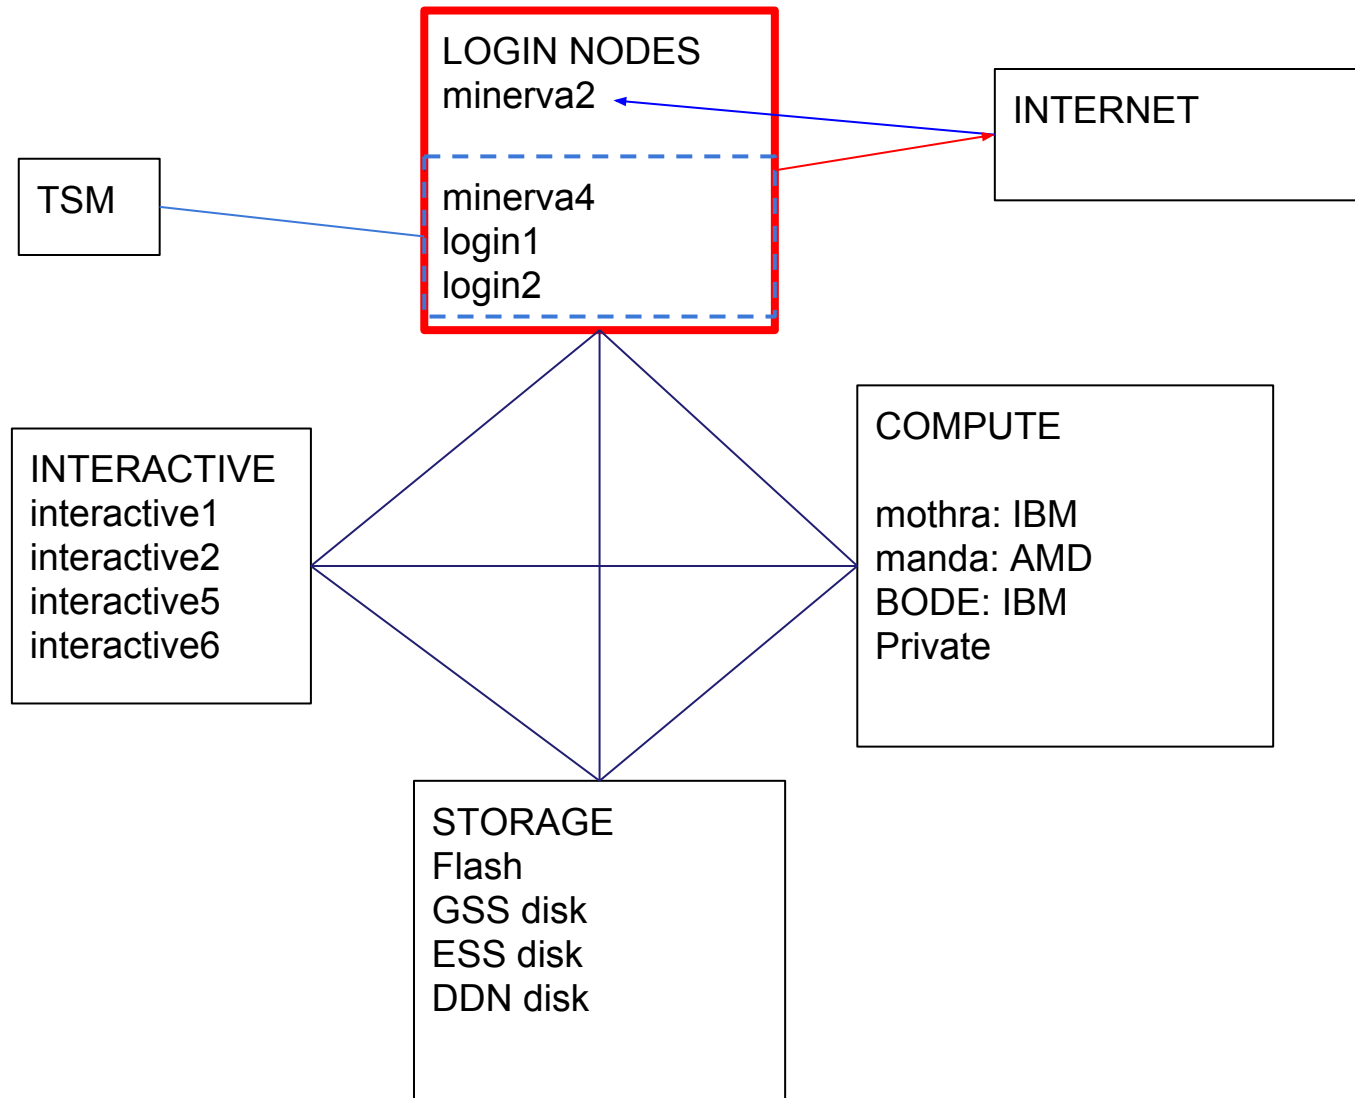 LOGIN NODES
minerva2
minerva4
login1
login2
INTERNET
TSM
INTERACTIVE
interactive1
interactive2
interactive5
interactive6
COMPUTE
mothra: IBM
manda: AMD
BODE: IBM
Private
STORAGE
Flash
GSS disk
ESS disk
DDN disk